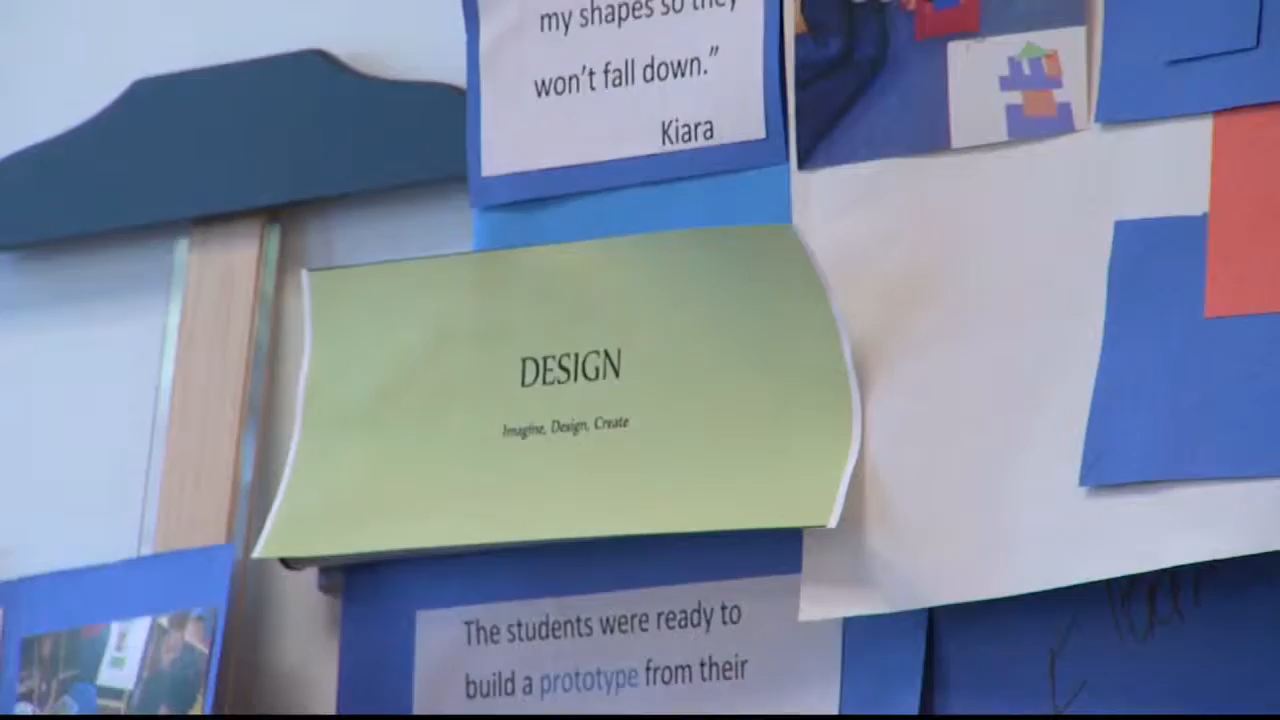 my shapes so they
won't fall down."
Kiara
DESIGN
Imagine, Design, Create
The students were ready to
build a prototype from their